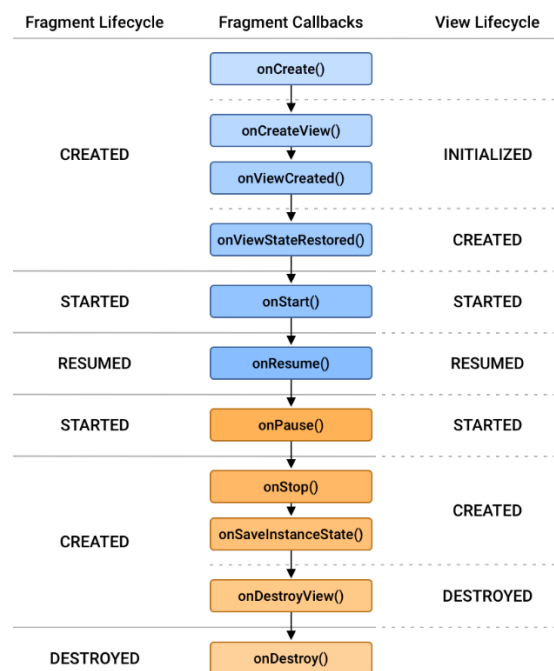 Fragment Lifecycle
Fragment Callbacks
View Lifecycle
onCreate()
onCreateView()
CREATED
INITIALIZED
onViewCreated()
onViewStateRestored()
CREATED
STARTED
onStart()
STARTED
RESUMED
onResume()
RESUMED
STARTED
onPause()
STARTED
onStop()
CREATED
onSaveInstanceState()
CREATED
onDestroyView()
DESTROYED
DESTROYED
onDestroy()